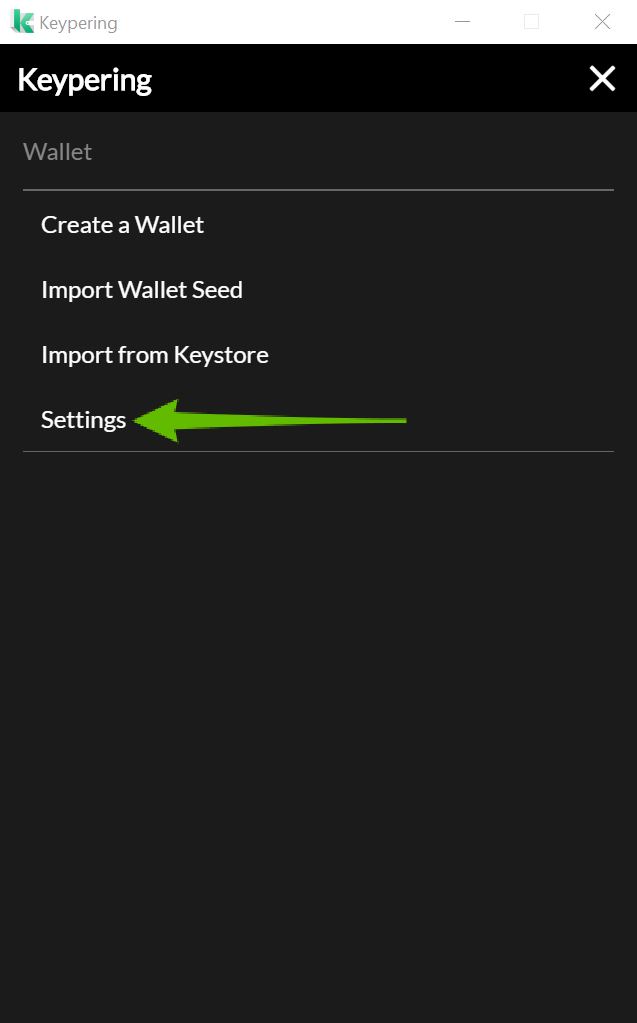 Keypering
Keypering
Wallet
Create a Wallet
Import Wallet Seed
Import from Keystore
Settings